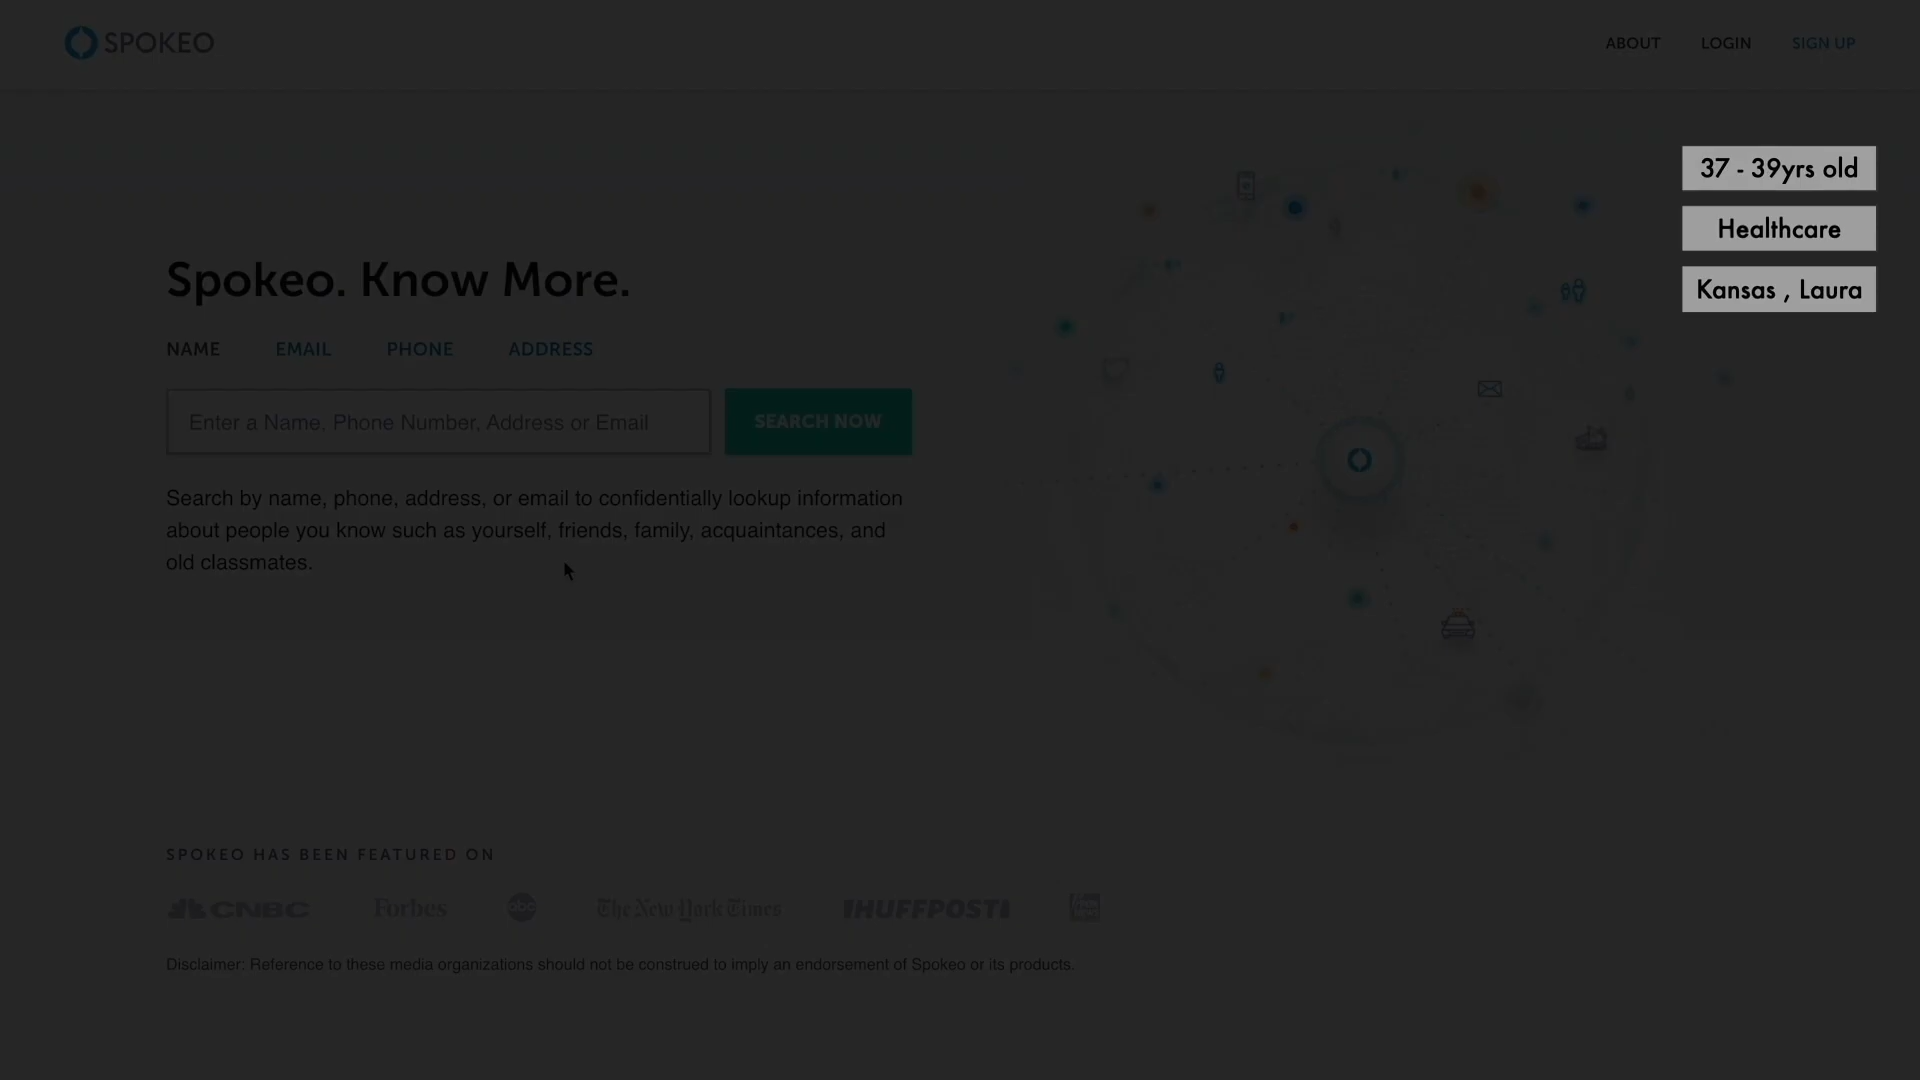 SPOKEO
ABOUT
LOGIN
SIGN UP
37 - 39yrs old
Healthcare
Kansas , Laura
Spokeo. Know More.
NAME
EMAIL
PHONE
ADDRESS
Enter a Name, Phone Number, Address or Email
SEARCH NOW
Search by name, phone, address, or email to confidentially lookup information
about people you know such as yourself, friends, family, acquaintances, and
old classmates.
SPOKEO HAS BEEN FEATURED ON
CNBC
Forbes
abc
The New York Times
HUFFPOST
Disclaimer: Reference to these media organizations should not be construed to imply an endorsement of Spokeo or its products.